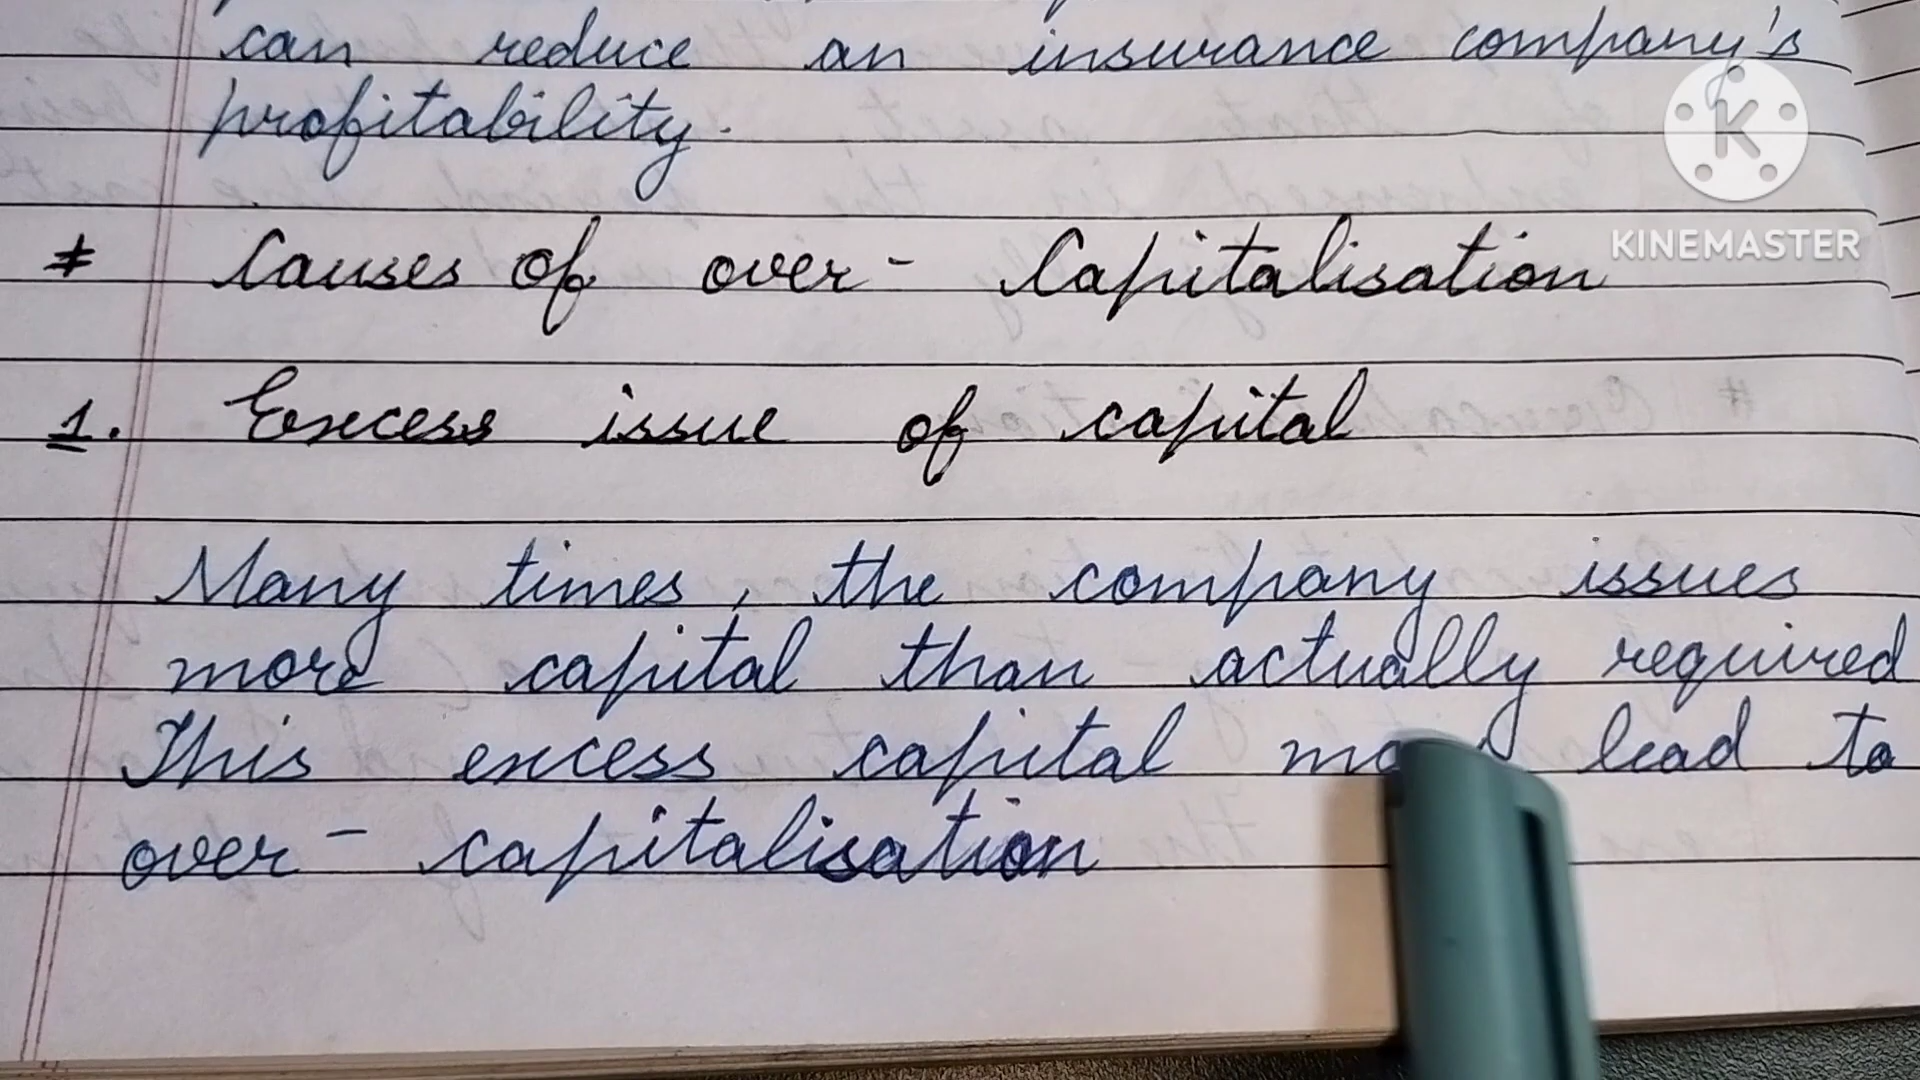 can reduce an insurance company's
profitability.
* Causes of over - Capitalisation
1. Excess issue of capital
Many times, the company issues
more capital than actually required
This excess capital may lead to
over - capitalisation
K
KINEMASTER